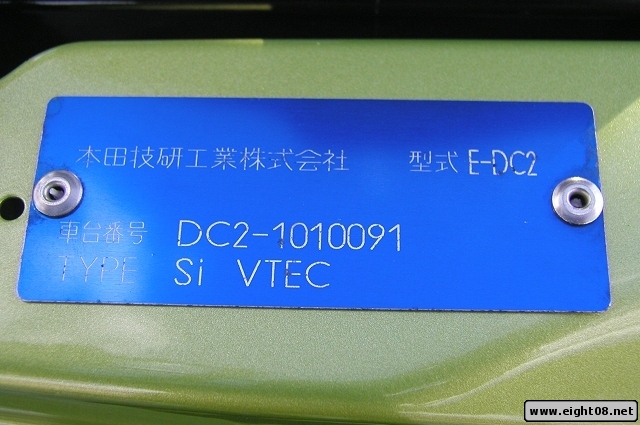 本田技研工業株式会社 型式 E-DC2
車台番号 DC2-1010091
TYPE Si VTEC
www.eight08.net